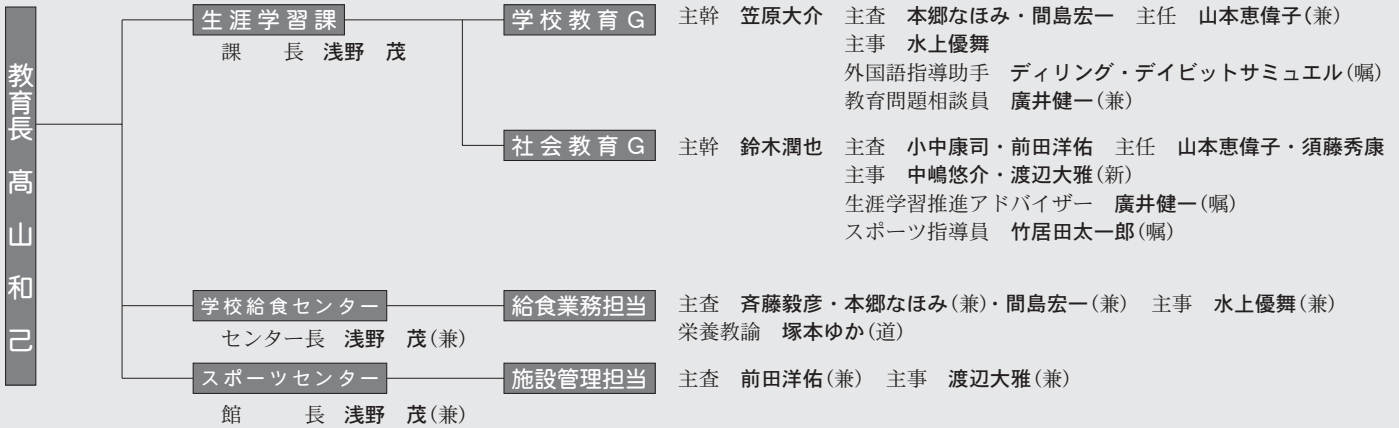 教育長 髙山和己
生涯学習課
課　長 浅野　茂
学校教育G
主幹 笠原大介 主査 本郷なほみ・間島宏一 主任 山本恵偉子(兼)
主事 水上優舞
外国語指導助手 ディリング・デイビットサミュエル(嘱)
教育問題相談員 廣井健一(兼)
社会教育G
主幹 鈴木潤也 主査 小中康司・前田洋佑 主任 山本恵偉子・須藤秀康
主事 中嶋悠介・渡辺大雅(新)
生涯学習推進アドバイザー 廣井健一(嘱)
スポーツ指導員 竹居田太一郎(嘱)
学校給食センター
センター長 浅野　茂(兼)
給食業務担当
主査 斉藤毅彦・本郷なほみ(兼)・間島宏一(兼) 主事 水上優舞(兼)
栄養教諭 塚本ゆか(道)
スポーツセンター
館　長 浅野　茂(兼)
施設管理担当
主査 前田洋佑(兼) 主事 渡辺大雅(兼)